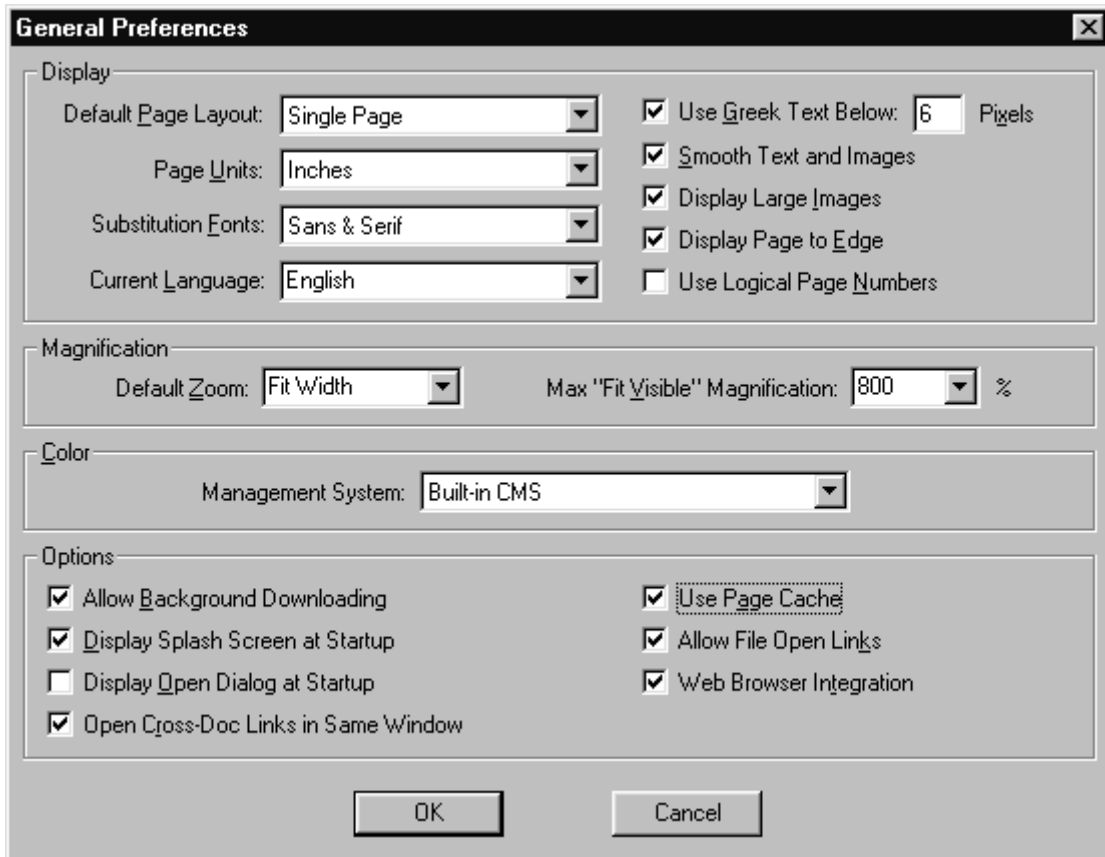 General Preferences
Display
Default Page Layout: Single Page
Use Greek Text Below: 6 Pixels
Page Units: Inches
Smooth Text and Images
Substitution Fonts: Sans & Serif
Display Large Images
Display Page to Edge
Current Language: English
Use Logical Page Numbers
Magnification
Default Zoom: Fit Width
Max "Fit Visible" Magnification: 800 %
Color
Management System: Built-in CMS
Options
Allow Background Downloading
Use Page Cache
Display Splash Screen at Startup
Allow File Open Links
Display Open Dialog at Startup
Web Browser Integration
Open Cross-Doc Links in Same Window
OK
Cancel